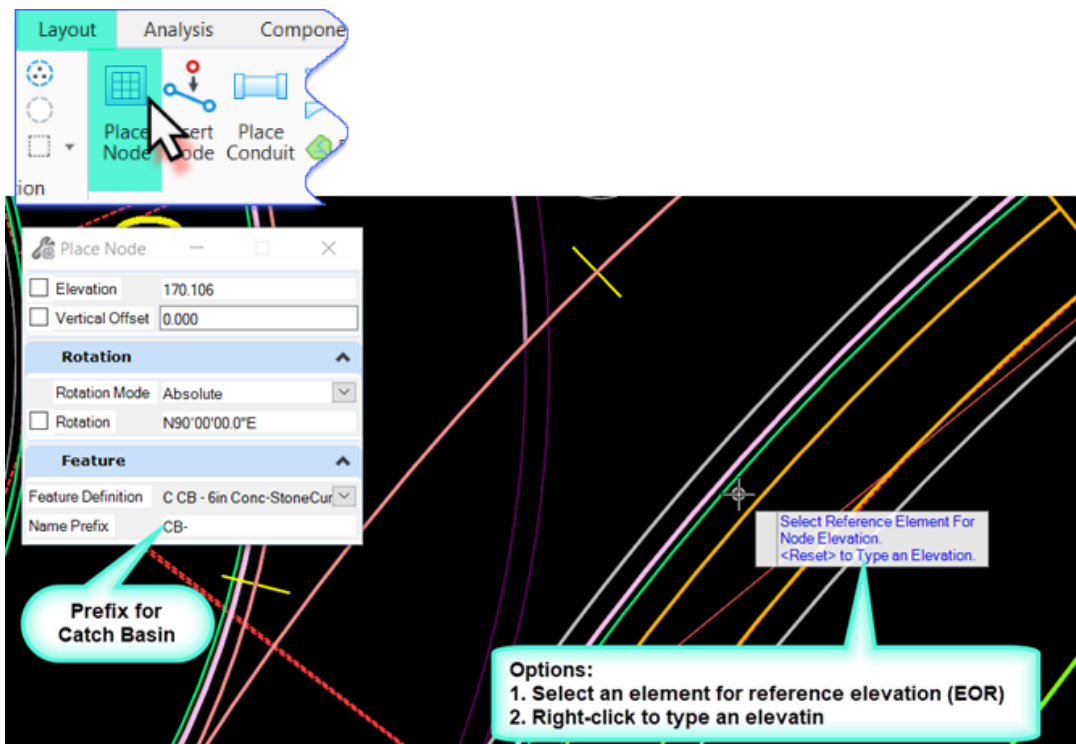 Layout Analysis Compone
Place Node
sert ode
Place Conduit
ion
Place Node
Elevation 170.106
Vertical Offset 0.000
Rotation
Rotation Mode Absolute
Rotation N90°00'00.0"E
Feature
Feature Definition C CB - 6in Conc-StoneCur
Name Prefix CB-
Prefix for
Catch Basin
Select Reference Element For
Node Elevation.
<Reset> to Type an Elevation.
Options:
1. Select an element for reference elevation (EOR)
2. Right-click to type an elevatin